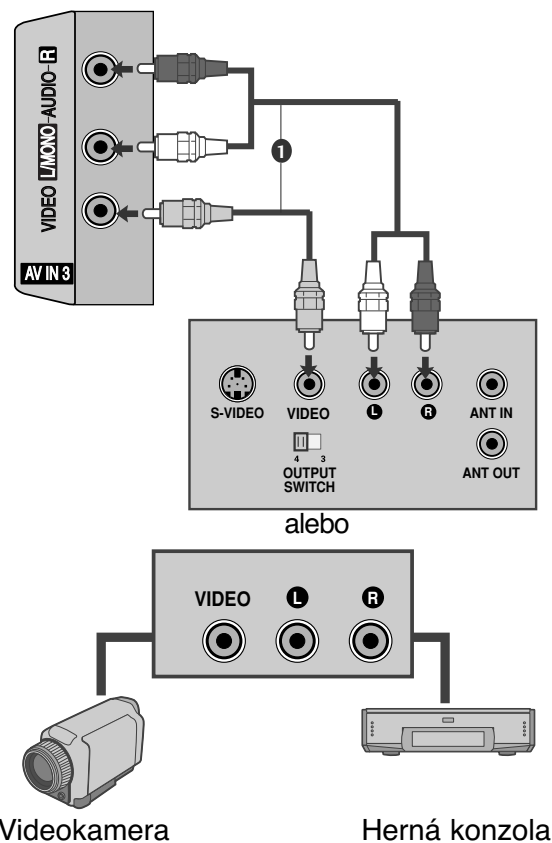 VIDEO L/MONO-AUDIO-R
AV IN 3
1
S-VIDEO
VIDEO
L
R
ANT IN
4 3
OUTPUT
SWITCH
ANT OUT
alebo
VIDEO
L
R
Videokamera
Herná konzola